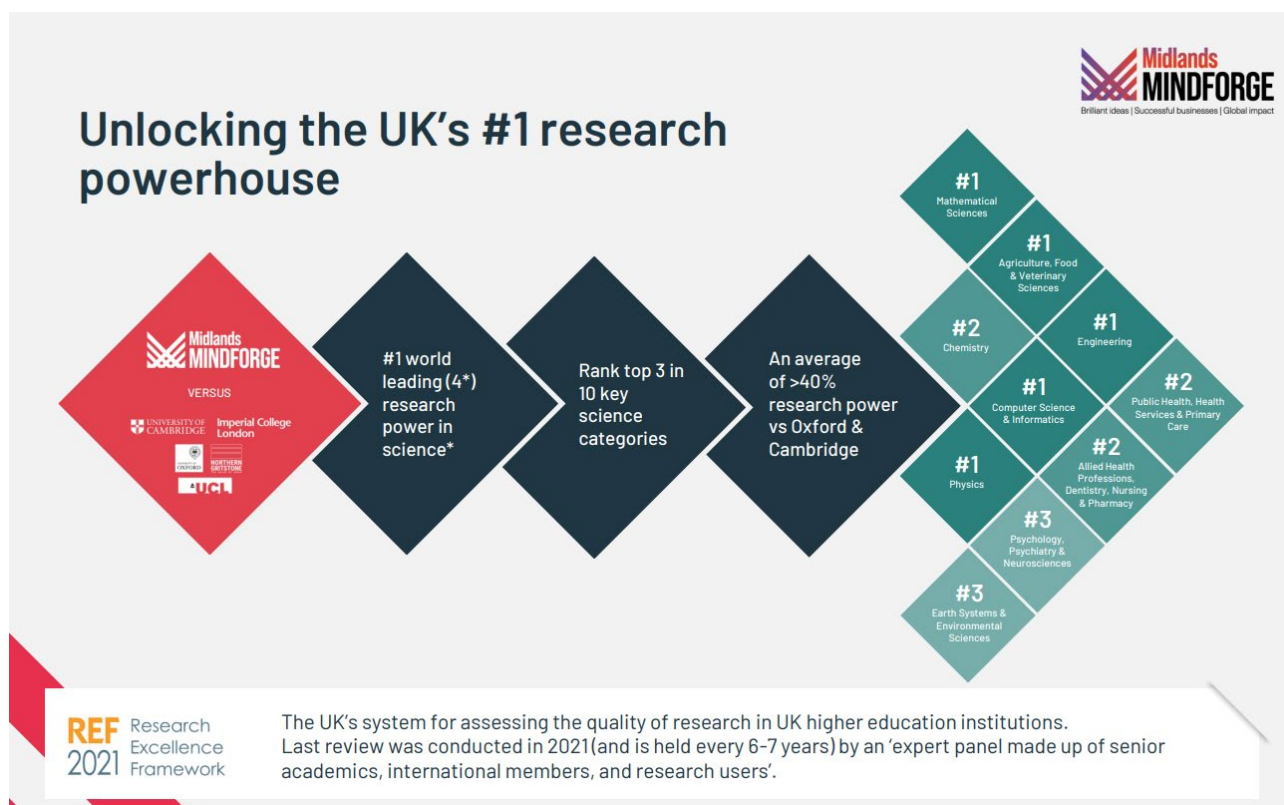 Midlands
MINDFORGE
Brilliant ideas | Successful businesses | Global impact
Unlocking the UK's #1 research
powerhouse
Midlands
MINDFORGE
VERSUS
UNIVERSITY OF
CAMBRIDGE
Imperial College
London
OXFORD
NORTHERN
GRITSTONE
UCL
#1 world
leading (4*)
research
power in
science*
Rank top 3 in
10 key
science
categories
An average
of >40%
research power
vs Oxford &
Cambridge
#1
Mathematical
Sciences
#1
Agriculture, Food
& Veterinary
Sciences
#2
Chemistry
#1
Engineering
#1
Computer Science
& Informatics
#2
Public Health, Health
Services & Primary
Care
#1
Physics
#2
Allied Health
Professions,
Dentistry, Nursing
& Pharmacy
#3
Psychology,
Psychiatry &
Neurosciences
#3
Earth Systems &
Environmental
Sciences
REF
2021
Research
Excellence
Framework
The UK's system for assessing the quality of research in UK higher education institutions.
Last review was conducted in 2021 (and is held every 6-7 years) by an 'expert panel made up of senior
academics, international members, and research users'.